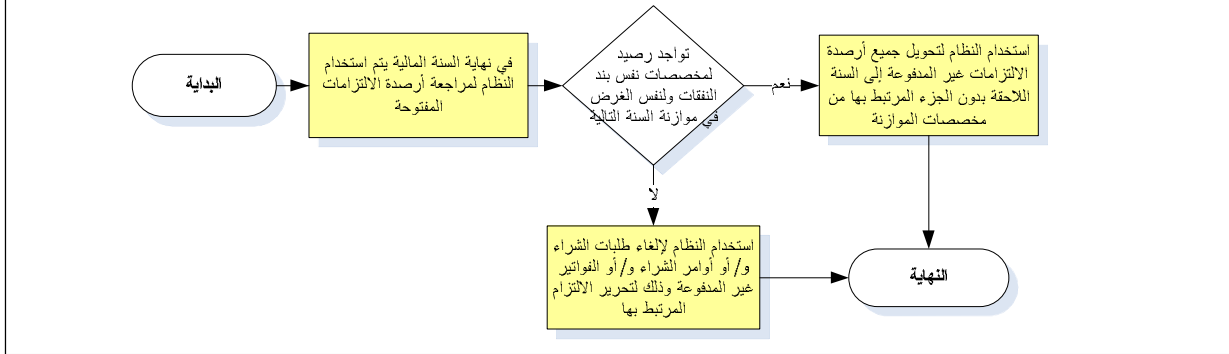 البداية
في نهاية السنة المالية يتم استخدام
النظام لمراجعة أرصدة الالتزامات
المفتوحة
تواجد رصيد
لمخصصات نفس بند
النفقات ولنفس الغرض
في موازنة السنة التالية
نعم
استخدام النظام لتحويل جميع أرصدة
الالتزامات غير المدفوعة إلى السنة
اللاحقة بدون الجزء المرتبط بها من
مخصصات الموازنة
لا
استخدام النظام لإلغاء طلبات الشراء
و/ أو أوامر الشراء و/ أو الفواتير
غير المدفوعة وذلك لتحرير الالتزام
المرتبط بها
النهاية